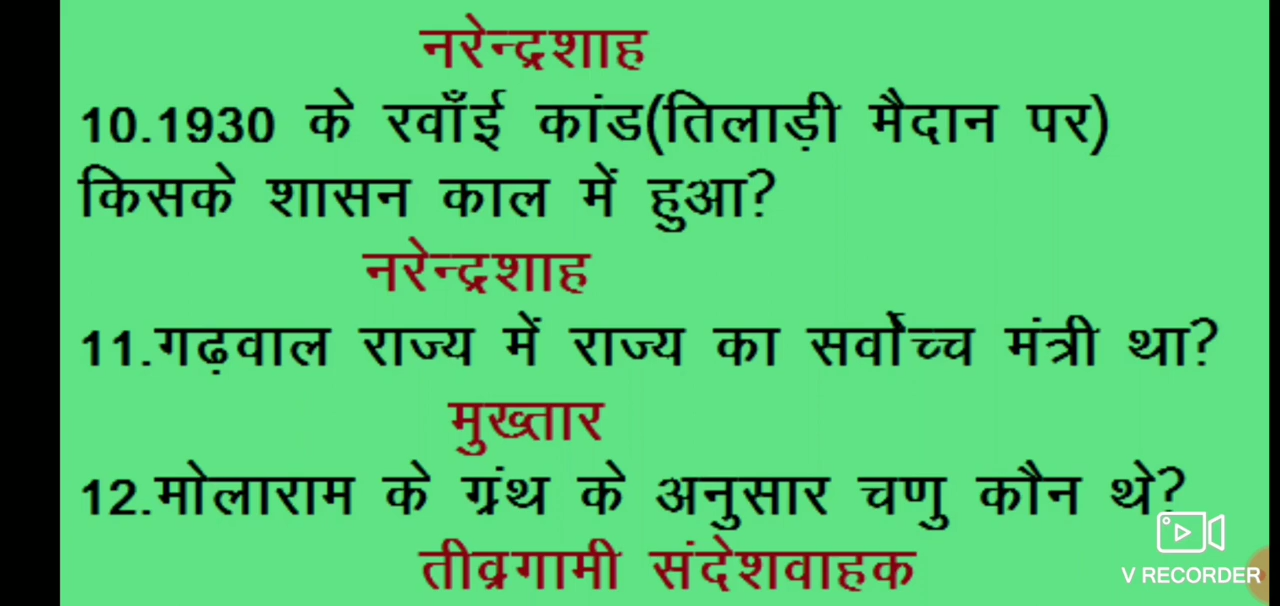 नरेन्द्रशाह
10.1930 के रवाँई कांड(तिलाड़ी मैदान पर)
किसके शासन काल में हुआ?
नरेन्द्रशाह
11.गढ़वाल राज्य में राज्य का सर्वोच्च मंत्री था?
मुख्तार
12.मोलाराम के ग्रंथ के अनुसार चणु कौन थे?
तीव्रगामी संदेशवाहक
V RECORDER